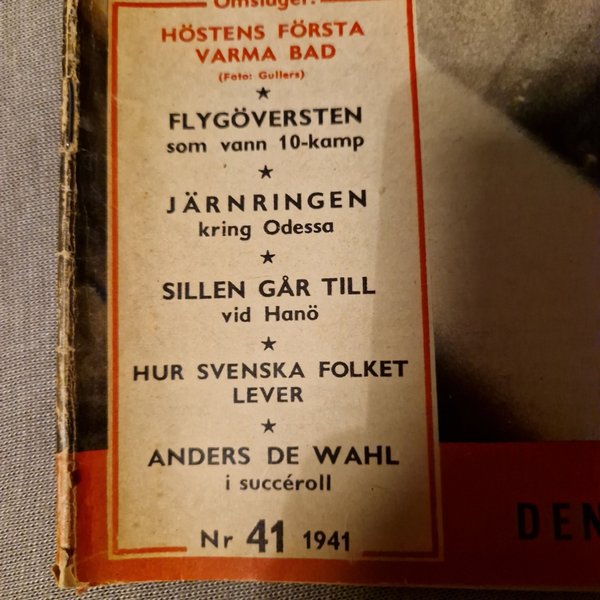 Omslaget:
HÖSTENS FÖRSTA
VARMA BAD
(Foto: Gullers)
★
FLYGÖVERSTEN
som vann 10-kamp
★
JÄRNRINGEN
kring Odessa
★
SILLEN GÅR TILL
vid Hanö
★
HUR SVENSKA FOLKET
LEVER
★
ANDERS DE WAHL
i succéroll
Nr 41 1941
DEN